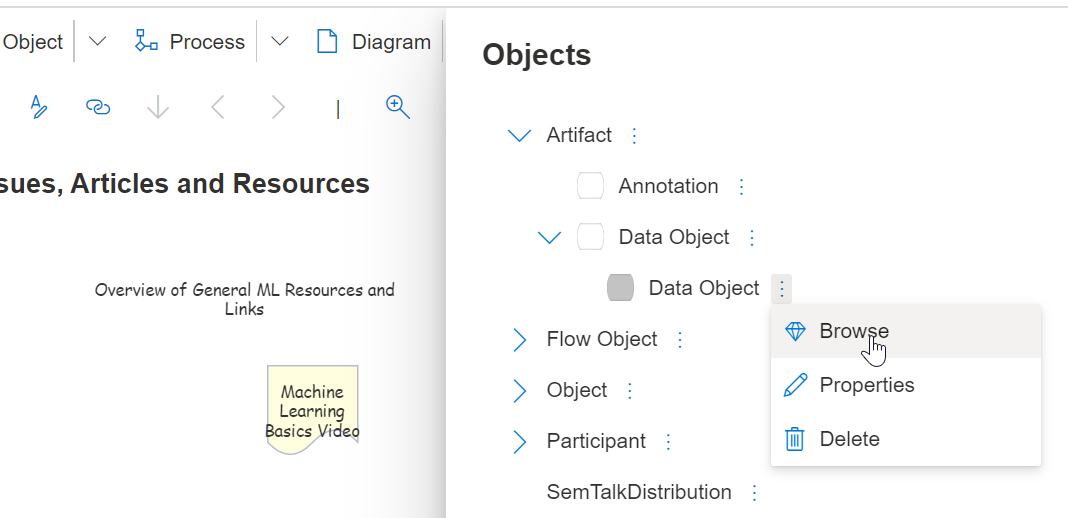 Object
Process
Diagram
ssues, Articles and Resources
Overview of General ML Resources and
Links
Machine
Learning
Basics Video
Objects
Artifact
Annotation
Data Object
Data Object
Browse
Properties
Delete
Flow Object
Object
Participant
SemTalkDistribution